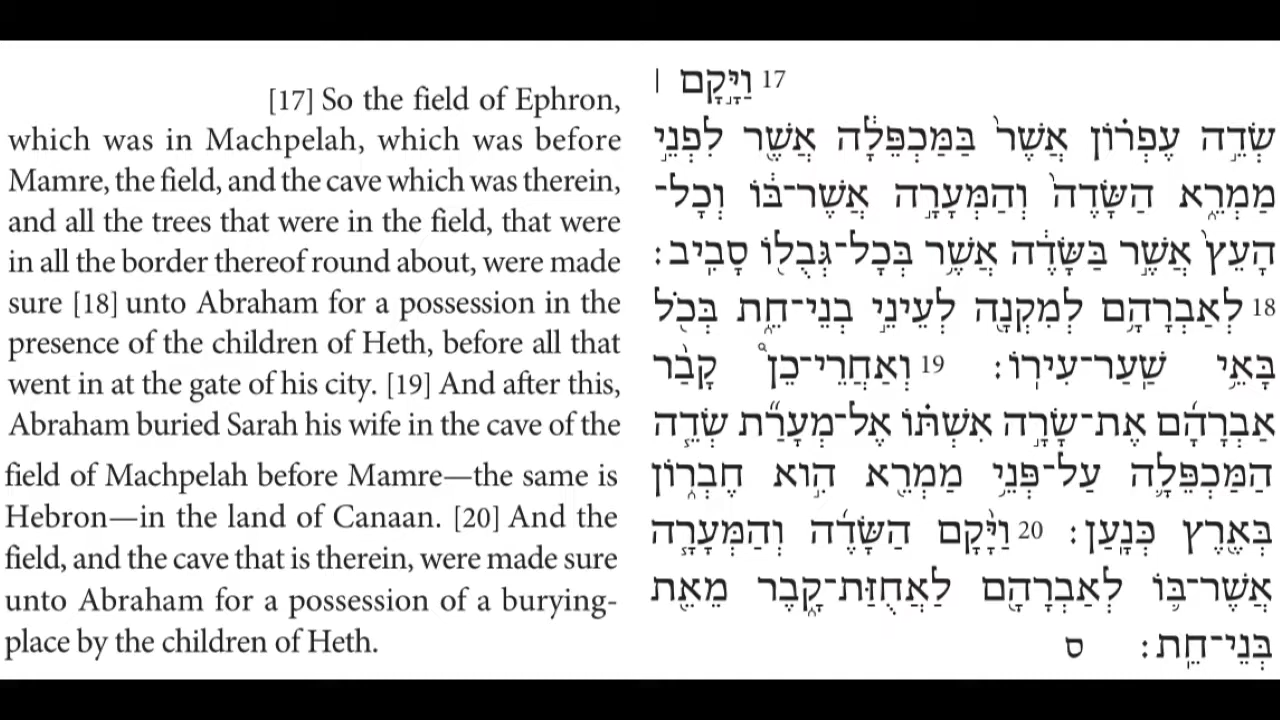 [17] So the field of Ephron,
which was in Machpelah, which was before
Mamre, the field, and the cave which was therein,
and all the trees that were in the field, that were
in all the border thereof round about, were made
sure [18] unto Abraham for a possession in the
presence of the children of Heth, before all that
went in at the gate of his city. [19] And after this,
Abraham buried Sarah his wife in the cave of the
field of Machpelah before Mamre—the same is
Hebron—in the land of Canaan. [20] And the
field, and the cave that is therein, were made sure
unto Abraham for a possession of a burying-
place by the children of Heth.
17 וַיָּ֣קׇם ׀
שְׂדֵ֣ה עֶפְר֗וֹן אֲשֶׁר֙ בַּמַּכְפֵּלָ֔ה אֲשֶׁ֖ר לִפְנֵ֣י
מַמְרֵ֑א הַשָּׂדֶה֙ וְהַמְּעָרָ֣ה אֲשֶׁר־בּ֔וֹ וְכׇל־
הָעֵץ֙ אֲשֶׁ֣ר בַּשָּׂדֶ֔ה אֲשֶׁ֥ר בְּכׇל־גְּבֻל֖וֹ סָבִֽיב׃
18 לְאַבְרָהָ֥ם לְמִקְנָ֖ה לְעֵינֵ֣י בְנֵי־חֵ֑ת בְּכֹ֖ל
בָּאֵ֥י שַֽׁעַר־עִירֽוֹ׃ 19 וְאַחֲרֵי־כֵן֩ קָבַ֨ר
אַבְרָהָ֜ם אֶת־שָׂרָ֣ה אִשְׁתּ֗וֹ אֶל־מְעָרַ֞ת שְׂדֵ֧ה
הַמַּכְפֵּלָ֛ה עַל־פְּנֵ֥י מַמְרֵ֖א הִ֣וא חֶבְר֑וֹן
בְּאֶ֖רֶץ כְּנָֽעַן׃ 20 וַיָּ֨קׇם הַשָּׂדֶ֜ה וְהַמְּעָרָ֧ה
אֲשֶׁר־בּ֛וֹ לְאַבְרָהָ֖ם לַאֲחֻזַּת־קָ֑בֶר מֵאֵ֖ת
בְּנֵי־חֵֽת׃ ס